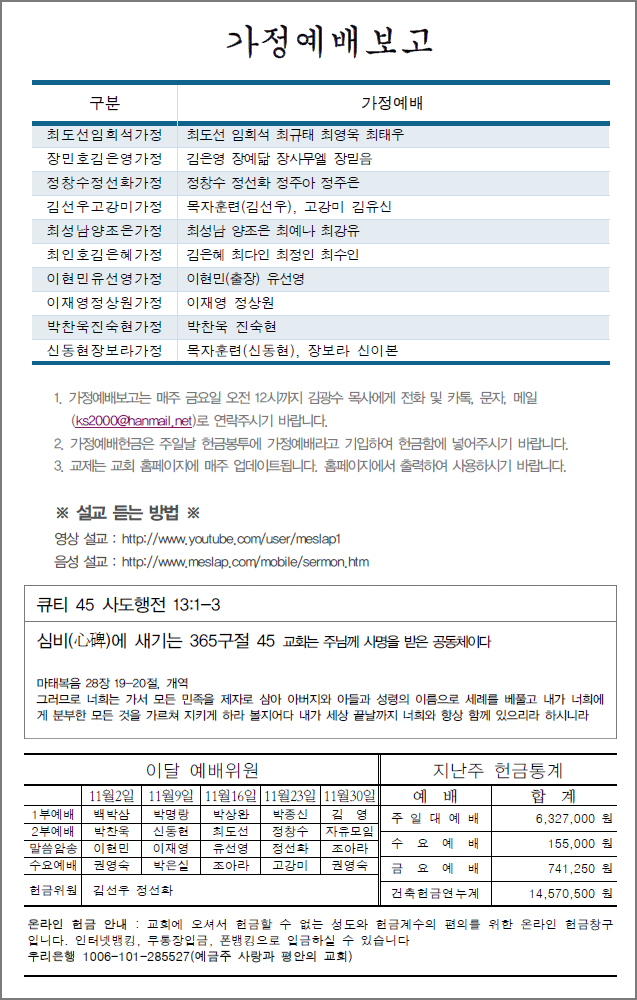 가정예배보고
구분 가정예배
최도선임희석가정 최도선 임희석 최규태 최영욱 최태우
장민호김은영가정 김은영 장예닮 장사무엘 장믿음
정창수정선화가정 정창수 정선화 정주아 정주은
김선우고강미가정 목자훈련(김선우), 고강미 김유신
최성남양조은가정 최성남 양조은 최예나 최강유
최인호김은혜가정 김은혜 최다인 최정인 최수인
이현민유선영가정 이현민(출장) 유선영
이재영정상원가정 이재영 정상원
박찬욱진숙현가정 박찬욱 진숙현
신동현장보라가정 목자훈련(신동현), 장보라 신이본
1. 가정예배보고는 매주 금요일 오전 12시까지 김광수 목사에게 전화 및 카톡, 문자, 메일
(ks2000@hanmail.net)로 연락주시기 바랍니다.
2. 가정예배헌금은 주일날 헌금봉투에 가정예배라고 기입하여 헌금함에 넣어주시기 바랍니다.
3. 교제는 교회 홈페이지에 매주 업데이트됩니다. 홈페이지에서 출력하여 사용하시기 바랍니다.
※ 설교 듣는 방법 ※
영상 설교 : http://www.youtube.com/user/meslap1
음성 설교 : http://www.meslap.com/mobile/sermon.htm
큐티 45 사도행전 13:1-3
심비(心碑)에 새기는 365구절 45 교회는 주님께 사명을 받은 공동체이다
마태복음 28장 19-20절, 개역
그러므로 너희는 가서 모든 민족을 제자로 삼아 아버지와 아들과 성령의 이름으로 세례를 베풀고 내가 너희에
게 분부한 모든 것을 가르쳐 지키게 하라 볼지어다 내가 세상 끝날까지 너희와 항상 함께 있으리라 하시니라
이달 예배위원
11월2일 11월9일 11월16일 11월23일 11월30일
1부예배 백박삼 박명랑 박상완 박종신 김 영
2부예배 박찬욱 신동현 최도선 정창수 자유모임
말씀암송 이현민 이재영 유선영 정선화 조아라
수요예배 권영숙 박은실 조아라 고강미 권영숙
헌금위원 김선우 정선화
지난주 헌금통계
예 배 합 계
주 일 대 예 배 6,327,000 원
수 요 예 배 155,000 원
금 요 예 배 741,250 원
건축헌금연누계 14,570,500 원
온라인 헌금 안내 : 교회에 오셔서 헌금할 수 없는 성도와 헌금계수의 편의를 위한 온라인 헌금창구
입니다. 인터넷뱅킹, 무통장입금, 폰뱅킹으로 입금하실 수 있습니다
우리은행 1006-101-285527(예금주 사랑과 평안의 교회)